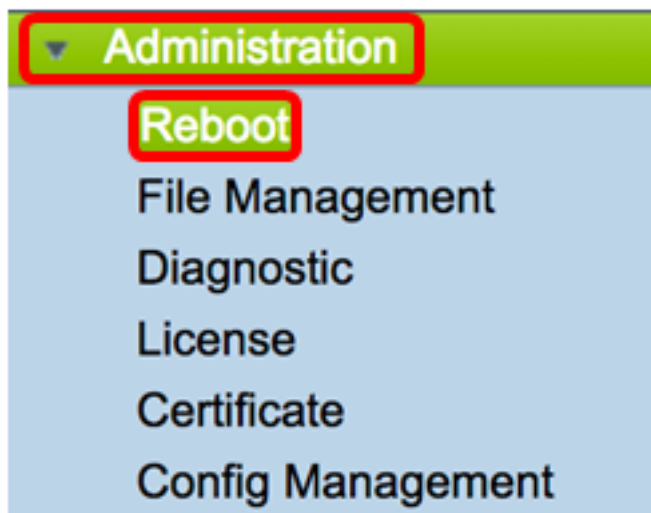 Administration
Reboot
File Management
Diagnostic
License
Certificate
Config Management